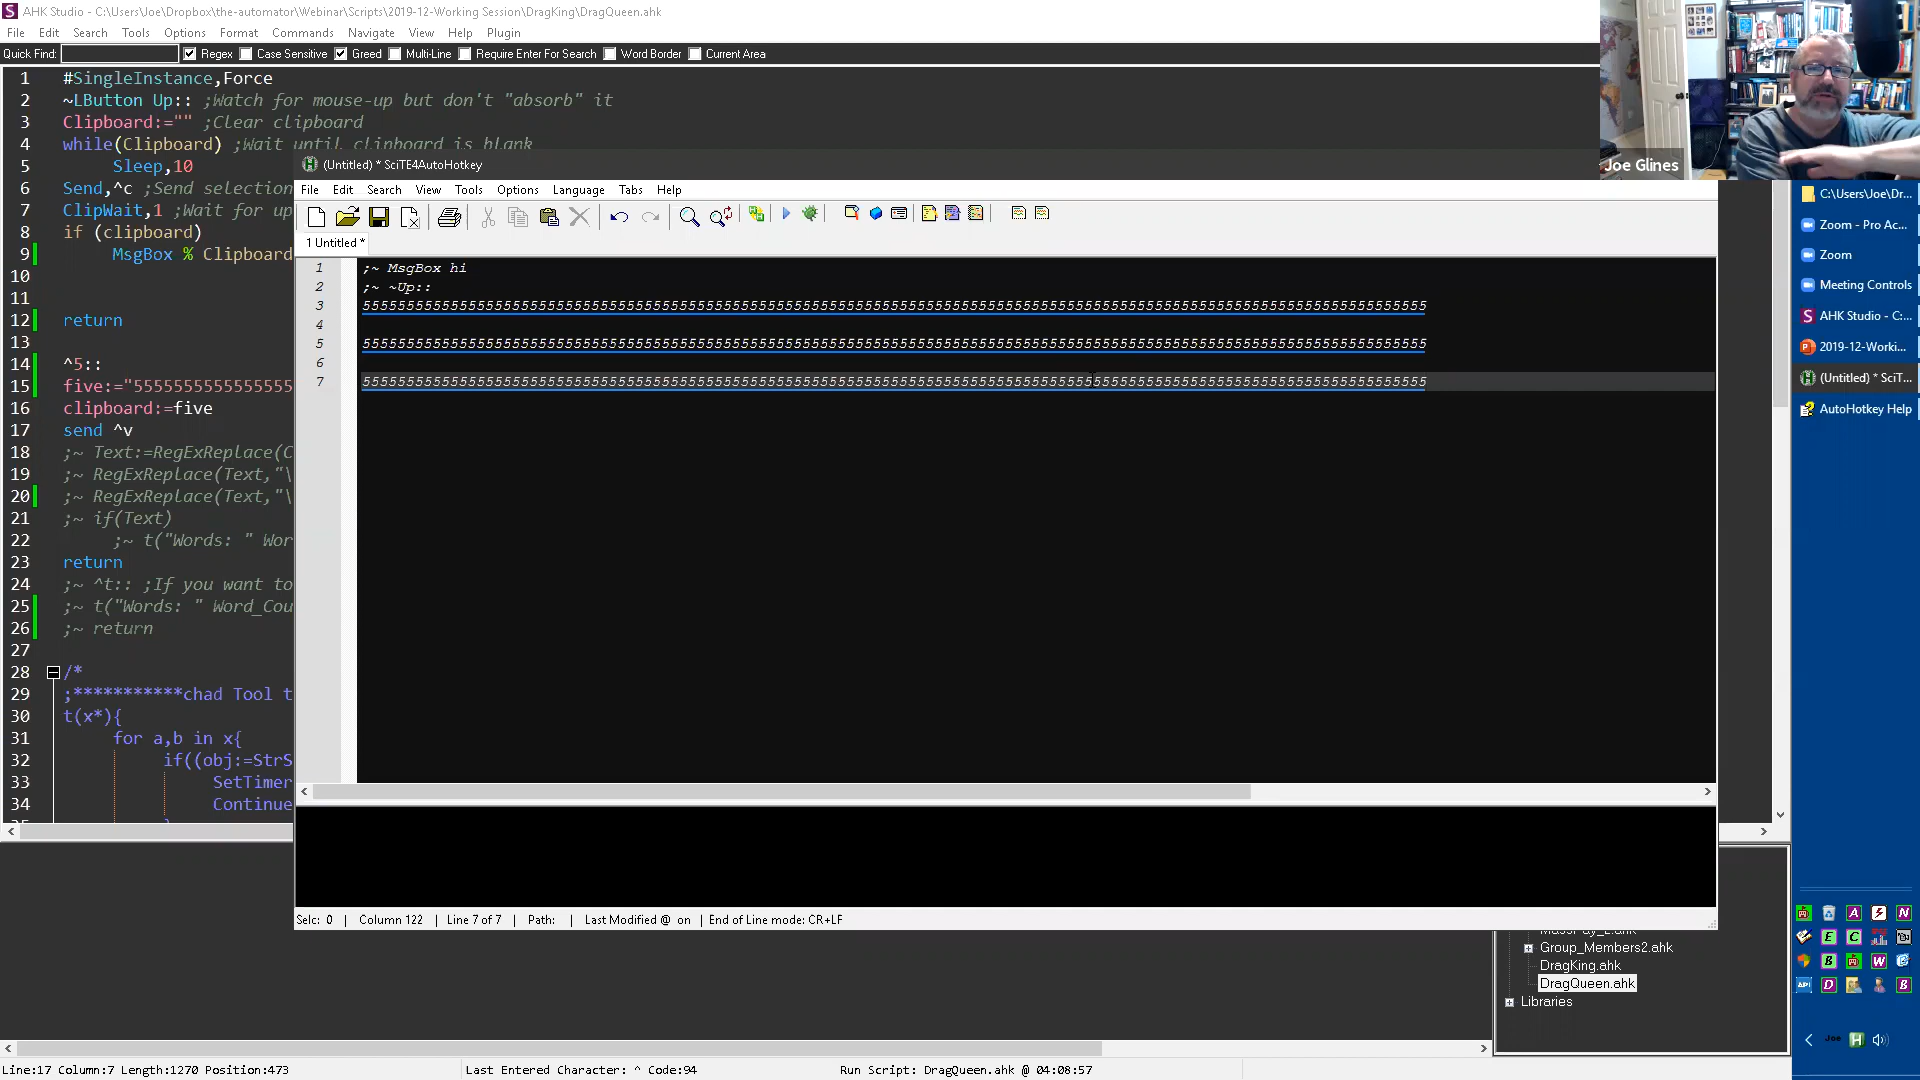 AHK Studio - C:\Users\Joe\Dropbox\the-automator\Webinar\Scripts\2019-12-Working Session\DragKing\DragQueen.ahk
File Edit Search Tools Options Format Commands Navigate View Help Plugin
Quick Find: Regex Case Sensitive Greed Multi-Line Require Enter For Search Word Border Current Area
1 #SingleInstance,Force
2 ~LButton Up:: ;Watch for mouse-up but don't "absorb" it
3 Clipboard:="" ;Clear clipboard
4 while(Clipboard) ;Wait until clipboard is blank
5 Sleep,10
6 Send,^c ;Send selection
7 ClipWait,1 ;Wait for up
8 if (clipboard)
9 MsgBox % Clipboard
10
11
12 return
13
14 ^5::
15 five:="5555555555555555
16 clipboard:=five
17 send ^v
18 ;~ Text:=RegExReplace(C
19 ;~ RegExReplace(Text,"\
20 ;~ RegExReplace(Text,"\
21 ;~ if(Text)
22 ;~ t("Words: " Wor
23 return
24 ;~ ^t:: ;If you want to
25 ;~ t("Words: " Word_Cou
26 ;~ return
27
28 /*
29 ;***********chad Tool t
30 t(x*){
31 for a,b in x{
32 if((obj:=StrS
33 SetTimer
34 Continue
(Untitled) * SciTE4AutoHotkey
File Edit Search View Tools Options Language Tabs Help
1 Untitled *
1 ;~ MsgBox hi
2 ;~ ~Up::
3 5555555555555555555555555555555555555555555555555555555555555555555555555555555555555555555555555555555555555555555555555
4
5 5555555555555555555555555555555555555555555555555555555555555555555555555555555555555555555555555555555555555555555555555
6
7 5555555555555555555555555555555555555555555555555555555555555555555555555555555555555555555555555555555555555555555555555
Selc: 0 | Column 122 | Line 7 of 7 | Path: | Last Modified @ on | End of Line mode: CR+LF
Joe Glines
C:\Users\Joe\Dr...
Zoom - Pro Ac...
Zoom
Meeting Controls
AHK Studio - C:...
2019-12-Worki...
(Untitled) * SciT...
AutoHotkey Help
Group_Members2.ahk
DragKing.ahk
DragQueen.ahk
Libraries
Joe
Line:17 Column:7 Length:1270 Position:473 Last Entered Character: ^ Code:94 Run Script: DragQueen.ahk @ 04:08:57